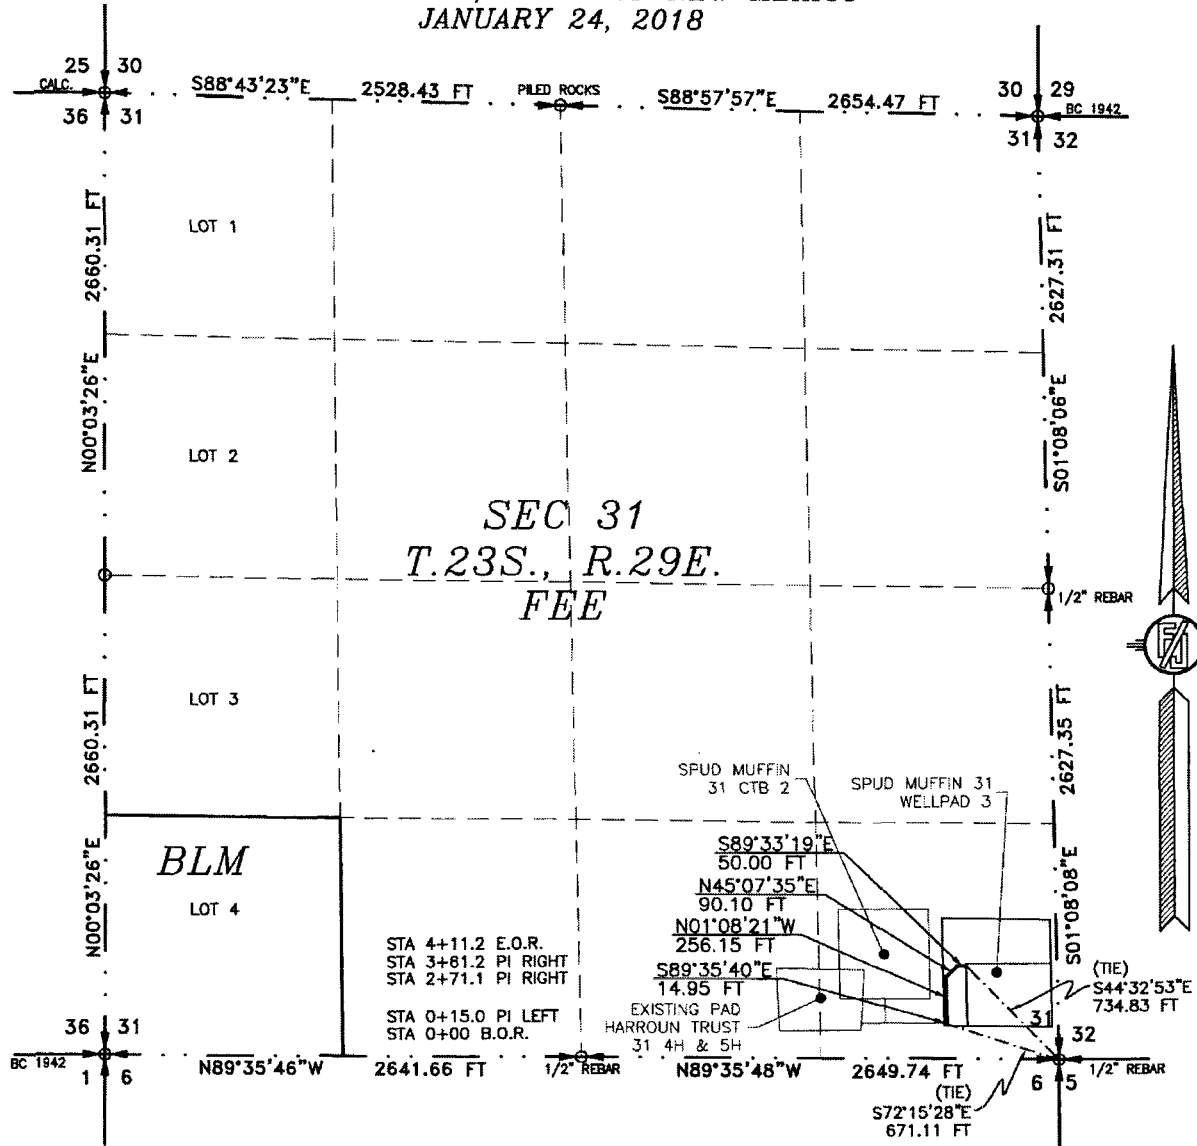 JANUARY 24, 2018
25 30
CALC.
36 31
S88°43'23"E 2528.43 FT
PILED ROCKS
S88°57'57"E 2654.47 FT
30 29
BC 1942
31 32
2660.31 FT
N00°03'26"E
LOT 1
2627.31 FT
S01°08'06"E
LOT 2
SEC 31
T.23S., R.29E.
FEE
1/2" REBAR
LOT 3
2660.31 FT
N00°03'26"E
2627.35 FT
S01°08'08"E
SPUD MUFFIN
31 CTB 2
SPUD MUFFIN 31
WELLPAD 3
BLM
LOT 4
S89°33'19"E
50.00 FT
N45°07'35"E
90.10 FT
N01°08'21"W
256.15 FT
S89°35'40"E
14.95 FT
EXISTING PAD
HARROUN TRUST
31 4H & 5H
STA 4+11.2 E.O.R.
STA 3+61.2 PI RIGHT
STA 2+71.1 PI RIGHT
STA 0+15.0 PI LEFT
STA 0+00 B.O.R.
(TIE)
S44°32'53"E
734.83 FT
36 31
BC 1942
1 6
N89°35'46"W 2641.66 FT
1/2" REBAR
N89°35'48"W 2649.74 FT
31 32
6 5
1/2" REBAR
(TIE)
S72°15'28"E
671.11 FT